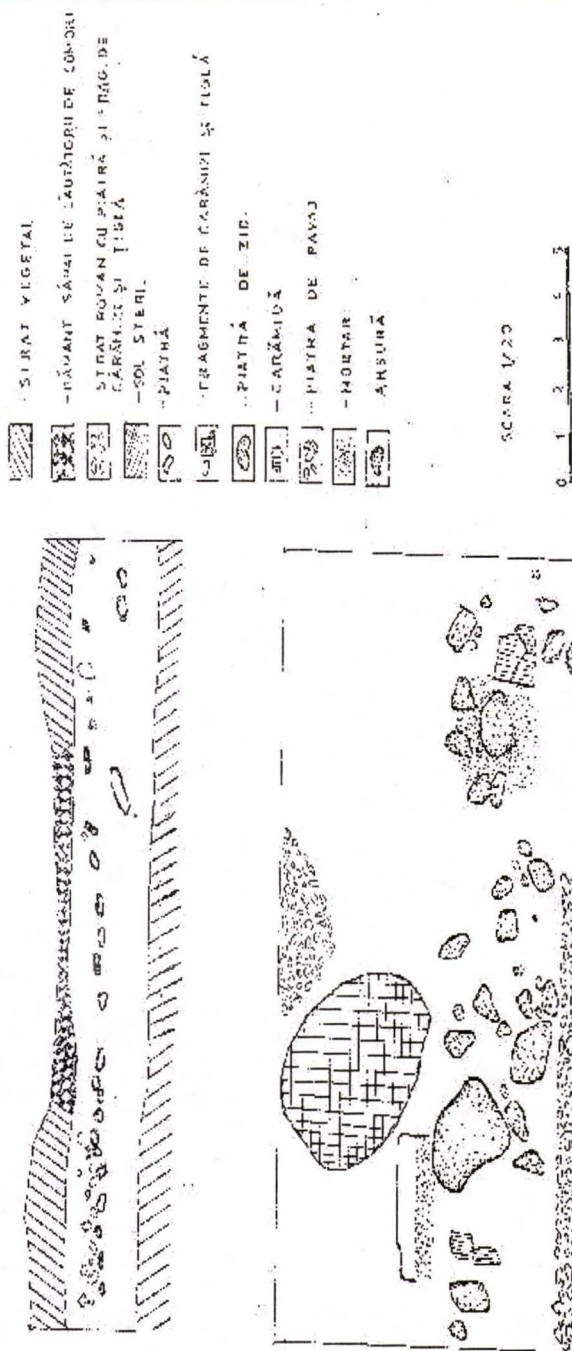 - STRAT VEGETAL
- PĂMÂNT SĂPAT DE CĂUTĂTORII DE COMORI
STRAT ROMAN CU PIATRĂ ȘI FRAG. DE
CĂRĂMIZI ȘI ȚIGLĂ
- SOL STERIL
- PIATRĂ
- FRAGMENTE DE CĂRĂMIZI ȘI ȚIGLĂ
- PIATRĂ DE ZID
- CĂRĂMIDĂ
- PIATRA DE PAVAJ
- MORTAR
ARSURĂ
SCARA 1/20
0 1 2 3 4 5